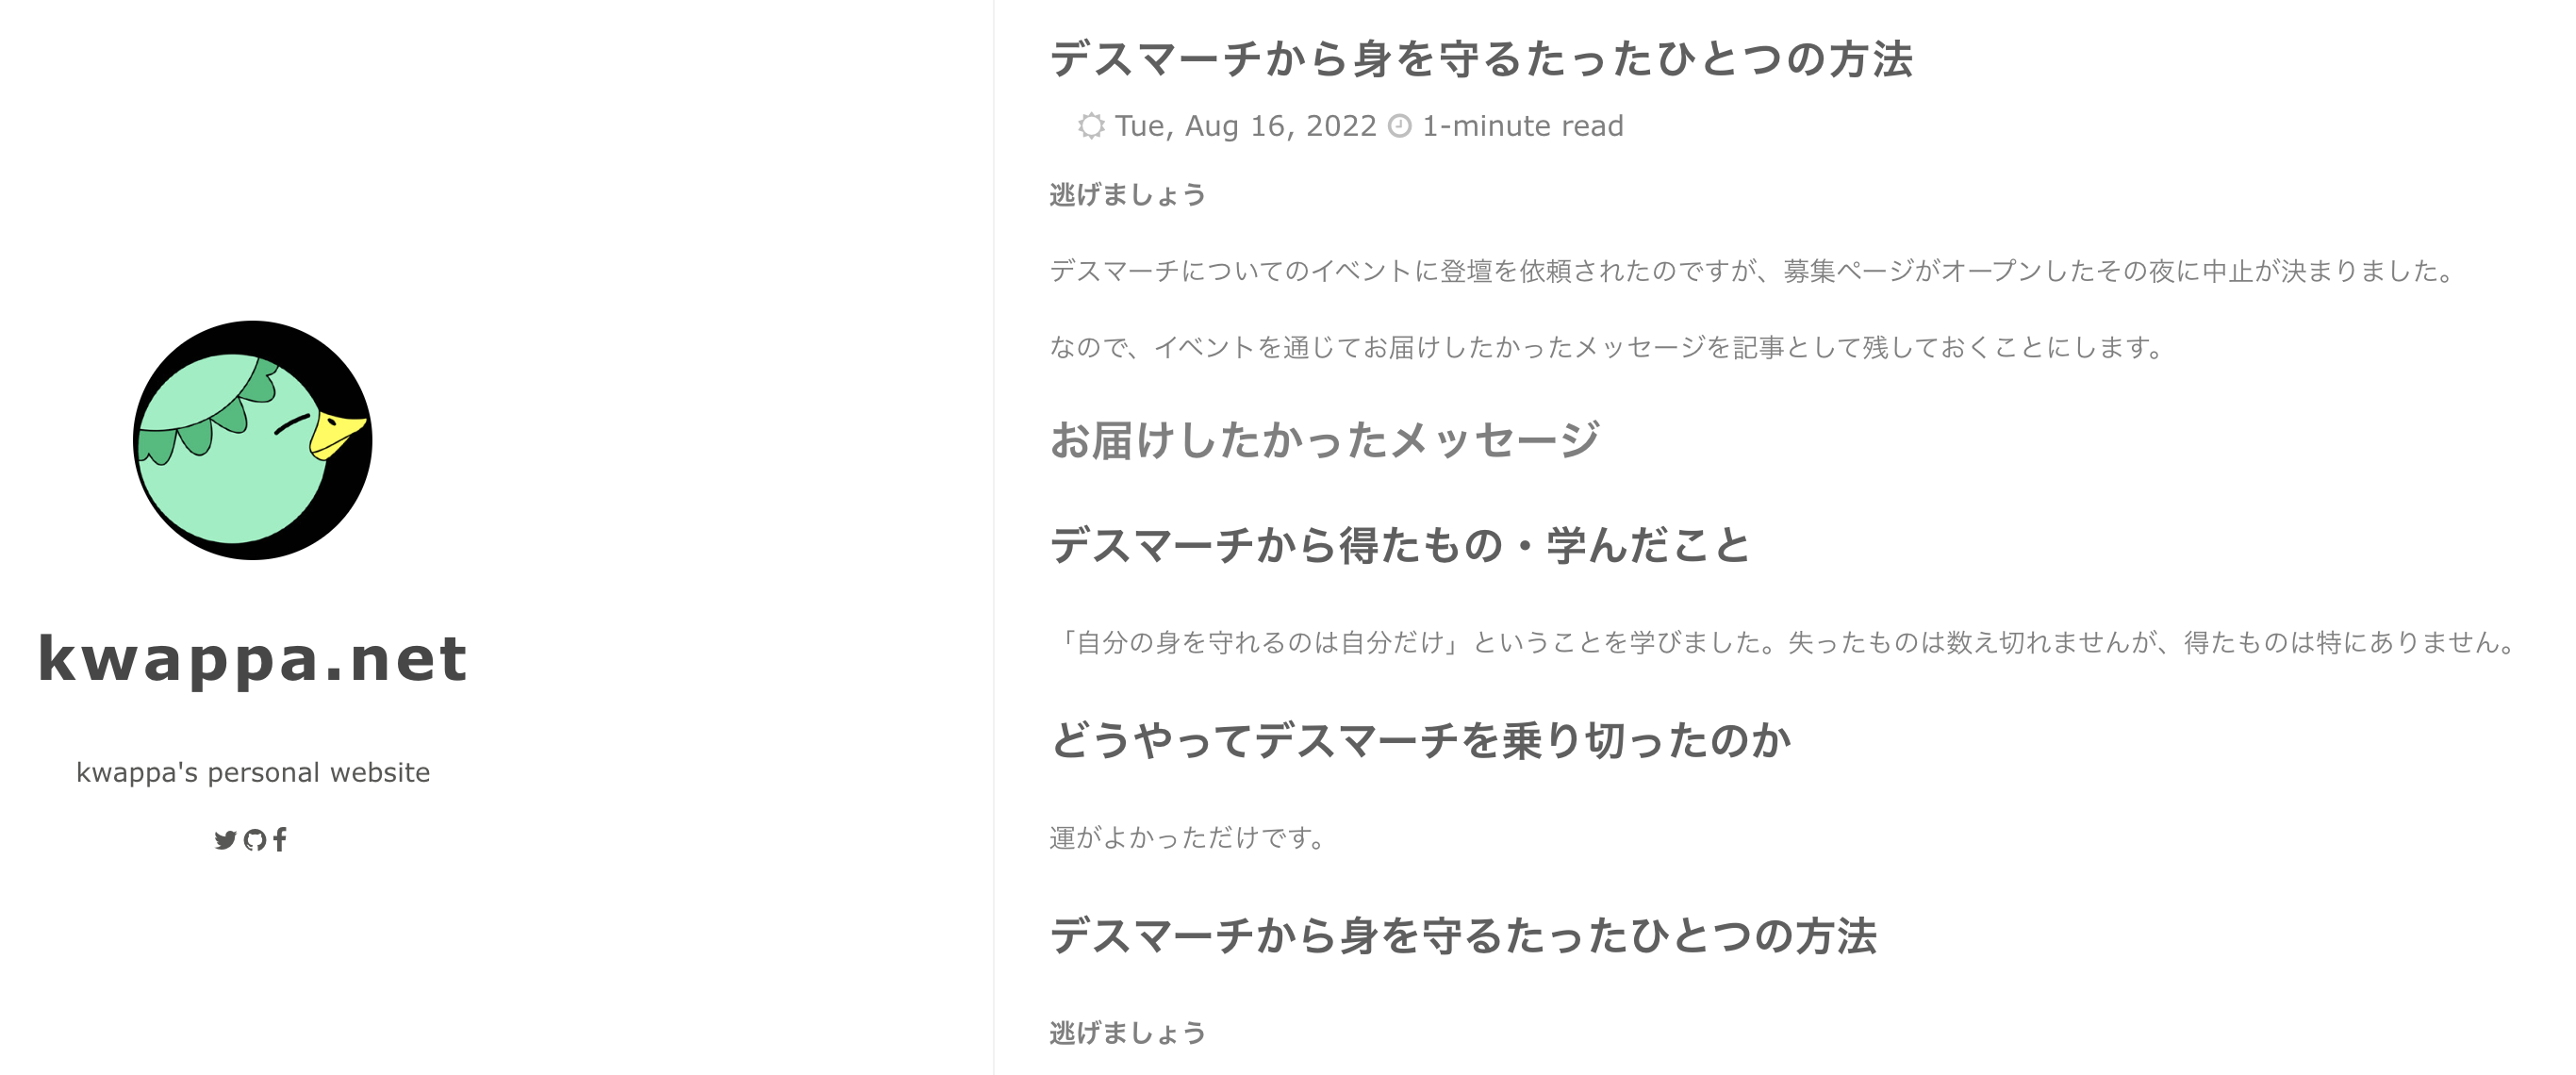 kwappa.net
kwappa's personal website
デスマーチから身を守るたったひとつの方法
Tue, Aug 16, 2022 1-minute read
逃げましょう
デスマーチについてのイベントに登壇を依頼されたのですが、募集ページがオープンしたその夜に中止が決まりました。
なので、イベントを通じてお届けしたかったメッセージを記事として残しておくことにします。
お届けしたかったメッセージ
デスマーチから得たもの・学んだこと
「自分の身を守れるのは自分だけ」ということを学びました。失ったものは数え切れませんが、得たものは特にありません。
どうやってデスマーチを乗り切ったのか
運がよかっただけです。
デスマーチから身を守るたったひとつの方法
逃げましょう